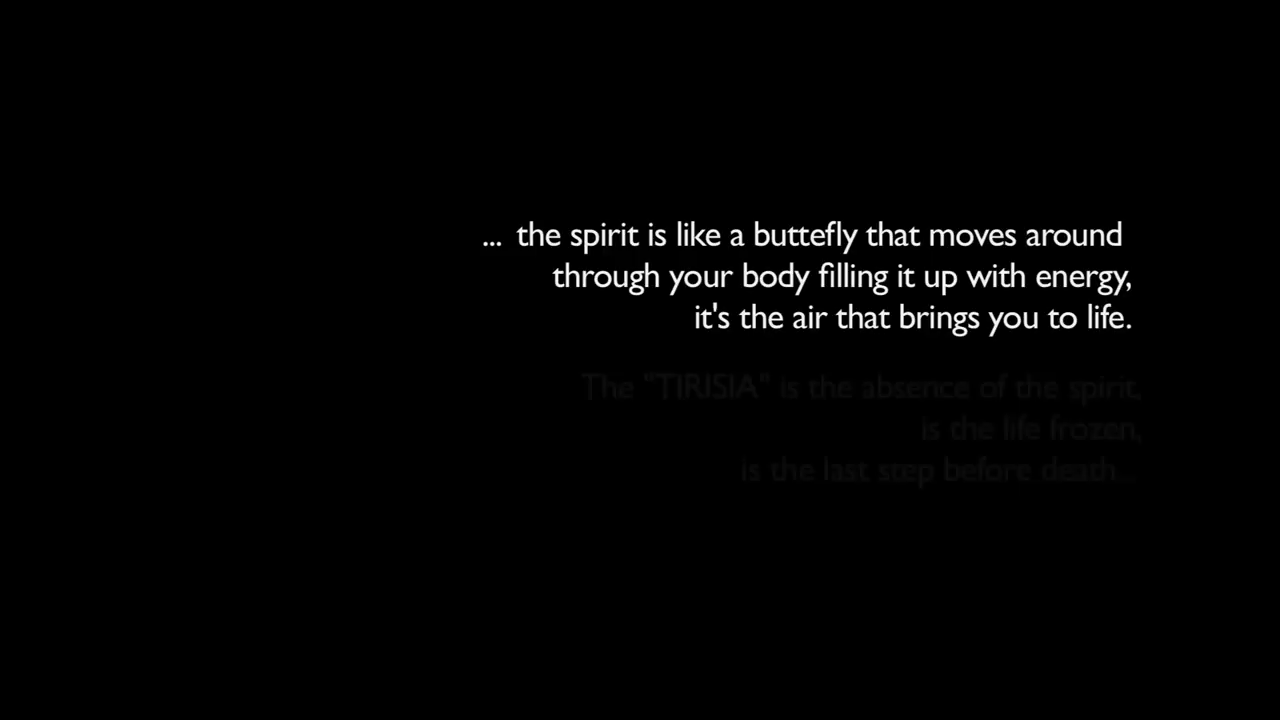 ... the spirit is like a buttefly that moves around
through your body filling it up with energy,
it's the air that brings you to life.
The "TIRISIA" is the absence of the spirit,
is the life frozen,
is the last step before death...